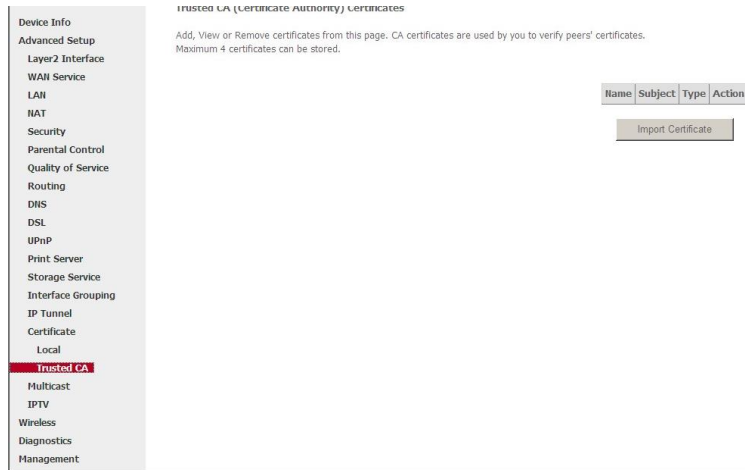 Trusted CA (Certificate Authority) Certificates
Device Info
Advanced Setup
Layer2 Interface
WAN Service
LAN
NAT
Security
Parental Control
Quality of Service
Routing
DNS
DSL
UPnP
Print Server
Storage Service
Interface Grouping
IP Tunnel
Certificate
Local
Trusted CA
Multicast
IPTV
Wireless
Diagnostics
Management
Add, View or Remove certificates from this page. CA certificates are used by you to verify peers' certificates.
Maximum 4 certificates can be stored.
Name Subject Type Action
Import Certificate